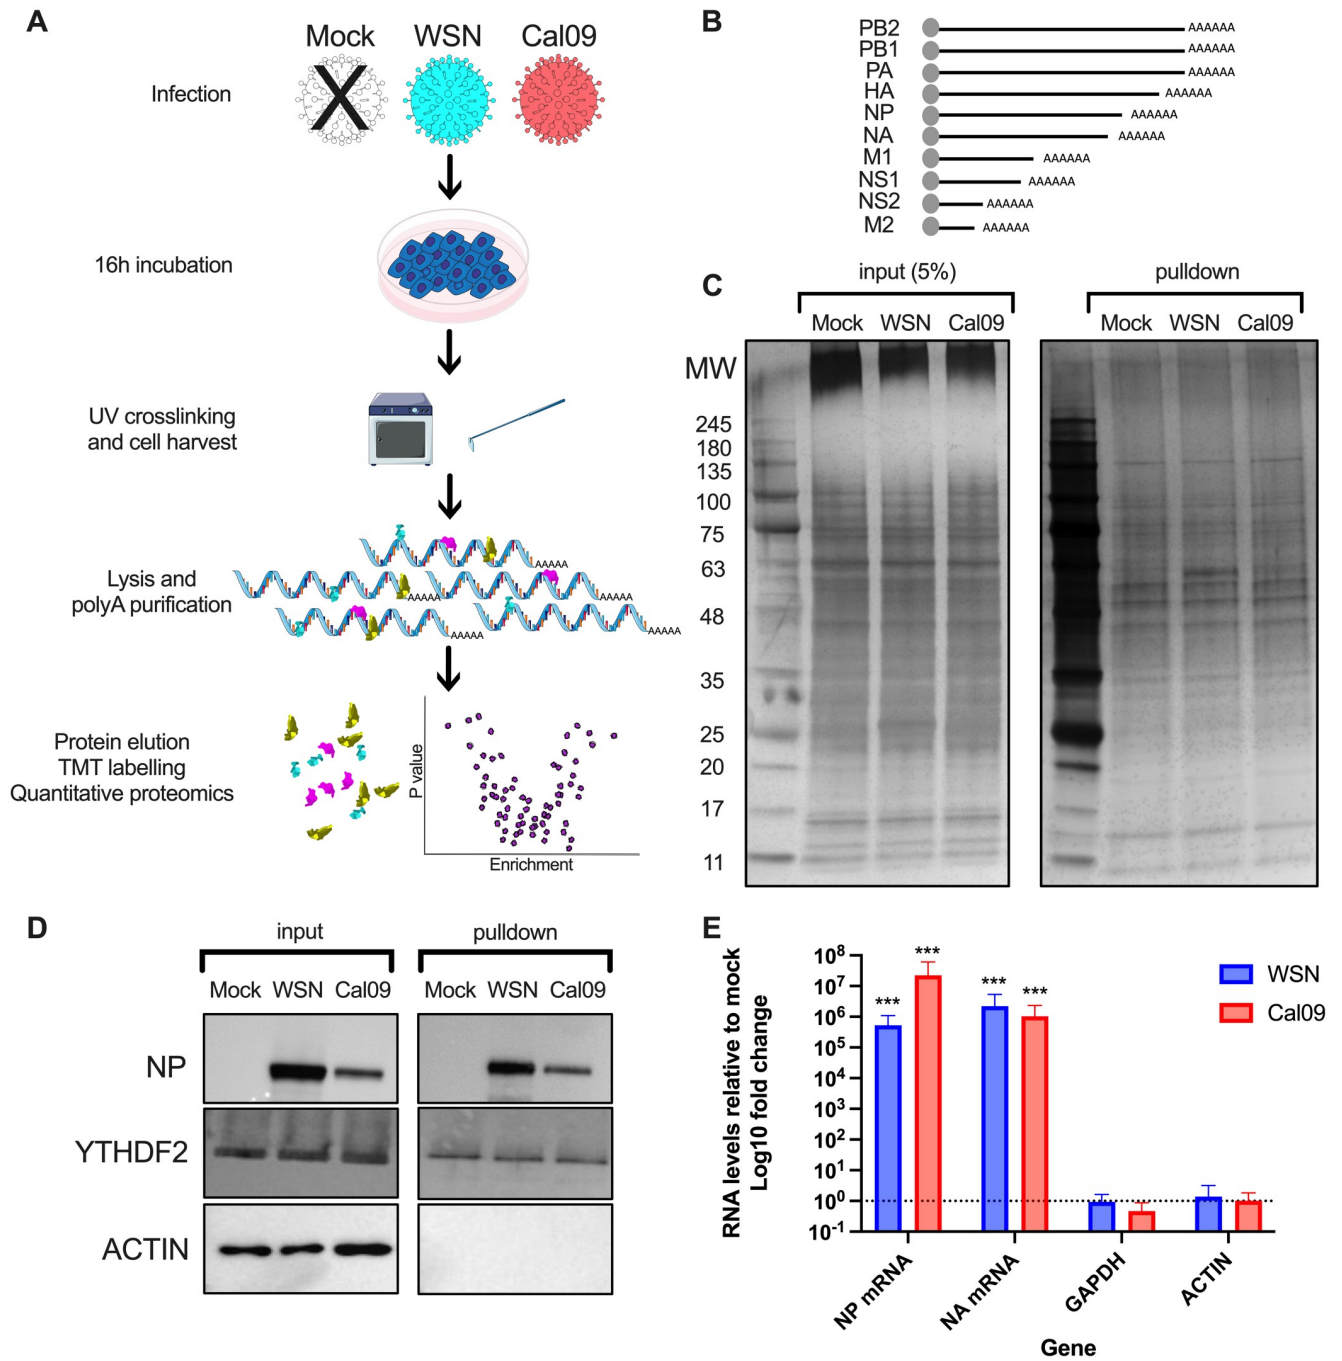 A
Mock WSN Cal09
Infection
16h incubation
UV crosslinking
and cell harvest
Lysis and
polyA purification
AAAAA
AAAAA AAAAA
AAAAA AAAAA
Protein elution
TMT labelling
Quantitative proteomics
P value
Enrichment
B
PB2 AAAAAA
PB1 AAAAAA
PA AAAAAA
HA AAAAAA
NP AAAAAA
NA AAAAAA
M1 AAAAAA
NS1 AAAAAA
NS2 AAAAAA
M2 AAAAAA
C
input (5%) pulldown
Mock WSN Cal09 Mock WSN Cal09
MW
245
180
135
100
75
63
48
35
25
20
17
11
D
input pulldown
Mock WSN Cal09 Mock WSN Cal09
NP
YTHDF2
ACTIN
E
RNA levels relative to mock
Log10 fold change
10⁸
10⁷
10⁶
10⁵
10⁴
10³
10²
10¹
10⁰
10⁻¹
*** *** *** ***
WSN
Cal09
NP mRNA NA mRNA GAPDH ACTIN
Gene